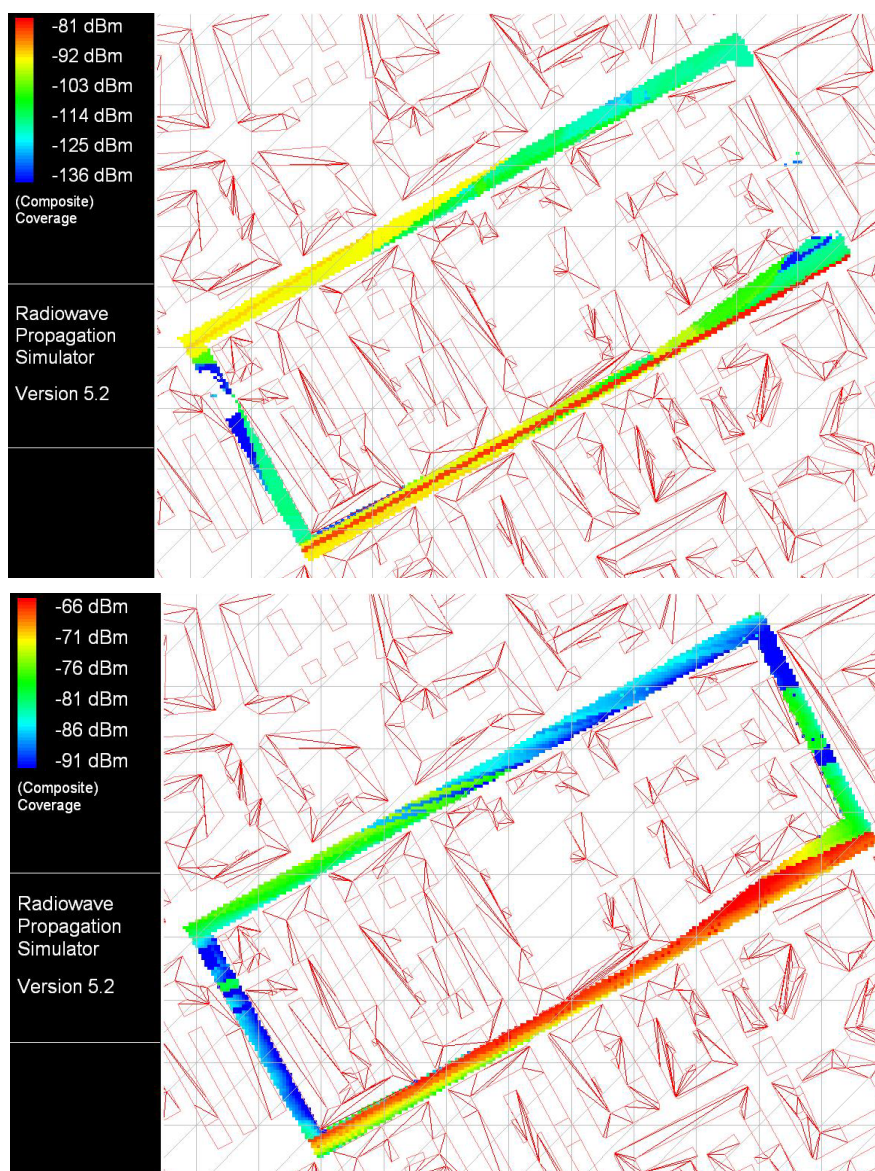 -81 dBm
-92 dBm
-103 dBm
-114 dBm
-125 dBm
-136 dBm
(Composite)
Coverage
Radiowave
Propagation
Simulator
Version 5.2
-66 dBm
-71 dBm
-76 dBm
-81 dBm
-86 dBm
-91 dBm
(Composite)
Coverage
Radiowave
Propagation
Simulator
Version 5.2